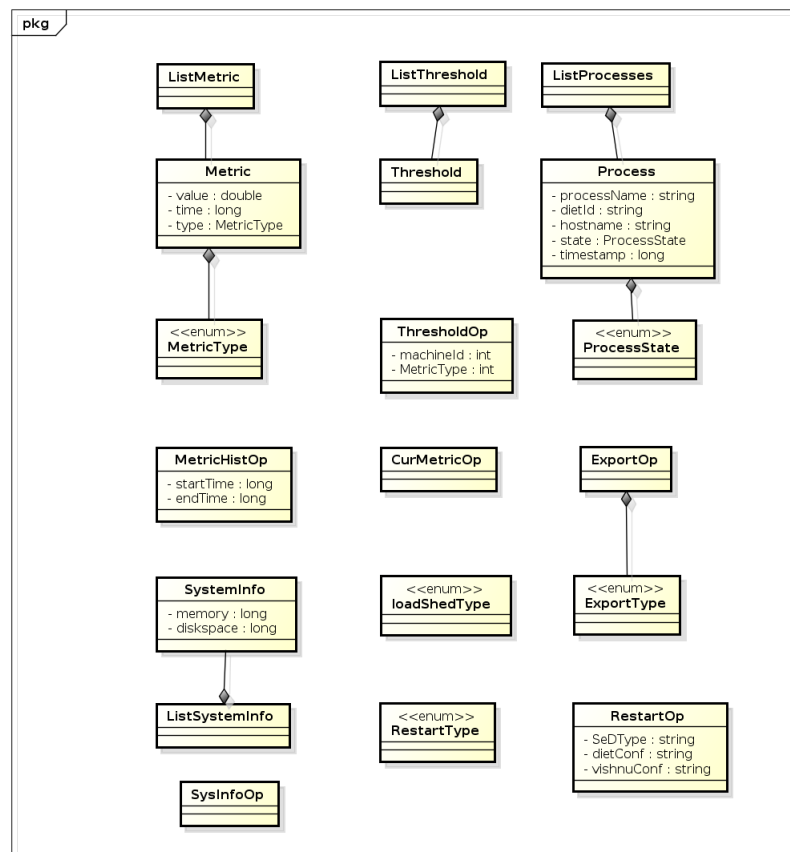 pkg
ListMetric
ListThreshold
ListProcesses
Metric
- value : double
- time : long
- type : MetricType
Threshold
Process
- processName : string
- dietId : string
- hostname : string
- state : ProcessState
- timestamp : long
<<enum>>
MetricType
ThresholdOp
- machineId : int
- MetricType : int
<<enum>>
ProcessState
MetricHistOp
- startTime : long
- endTime : long
CurMetricOp
ExportOp
SystemInfo
- memory : long
- diskspace : long
<<enum>>
loadShedType
<<enum>>
ExportType
ListSystemInfo
<<enum>>
RestartType
RestartOp
- SeDType : string
- dietConf : string
- vishnuConf : string
SysInfoOp